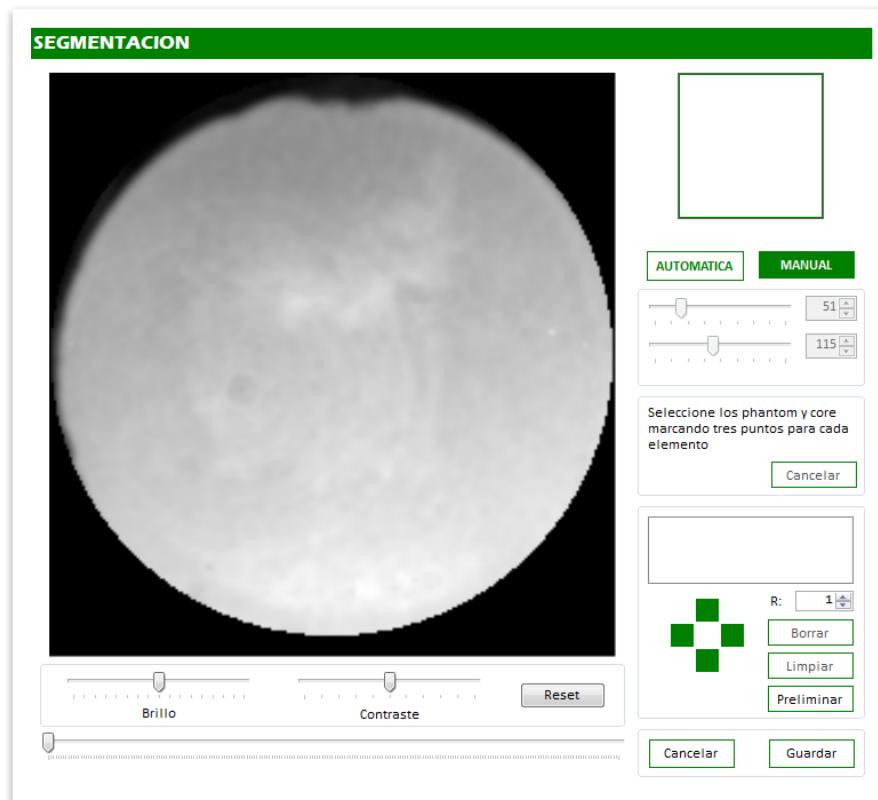 SEGMENTACION
AUTOMATICA
MANUAL
51
115
Seleccione los phantom y core
marcando tres puntos para cada
elemento
Cancelar
R: 1
Borrar
Limpiar
Preliminar
Brillo
Contraste
Reset
Cancelar
Guardar